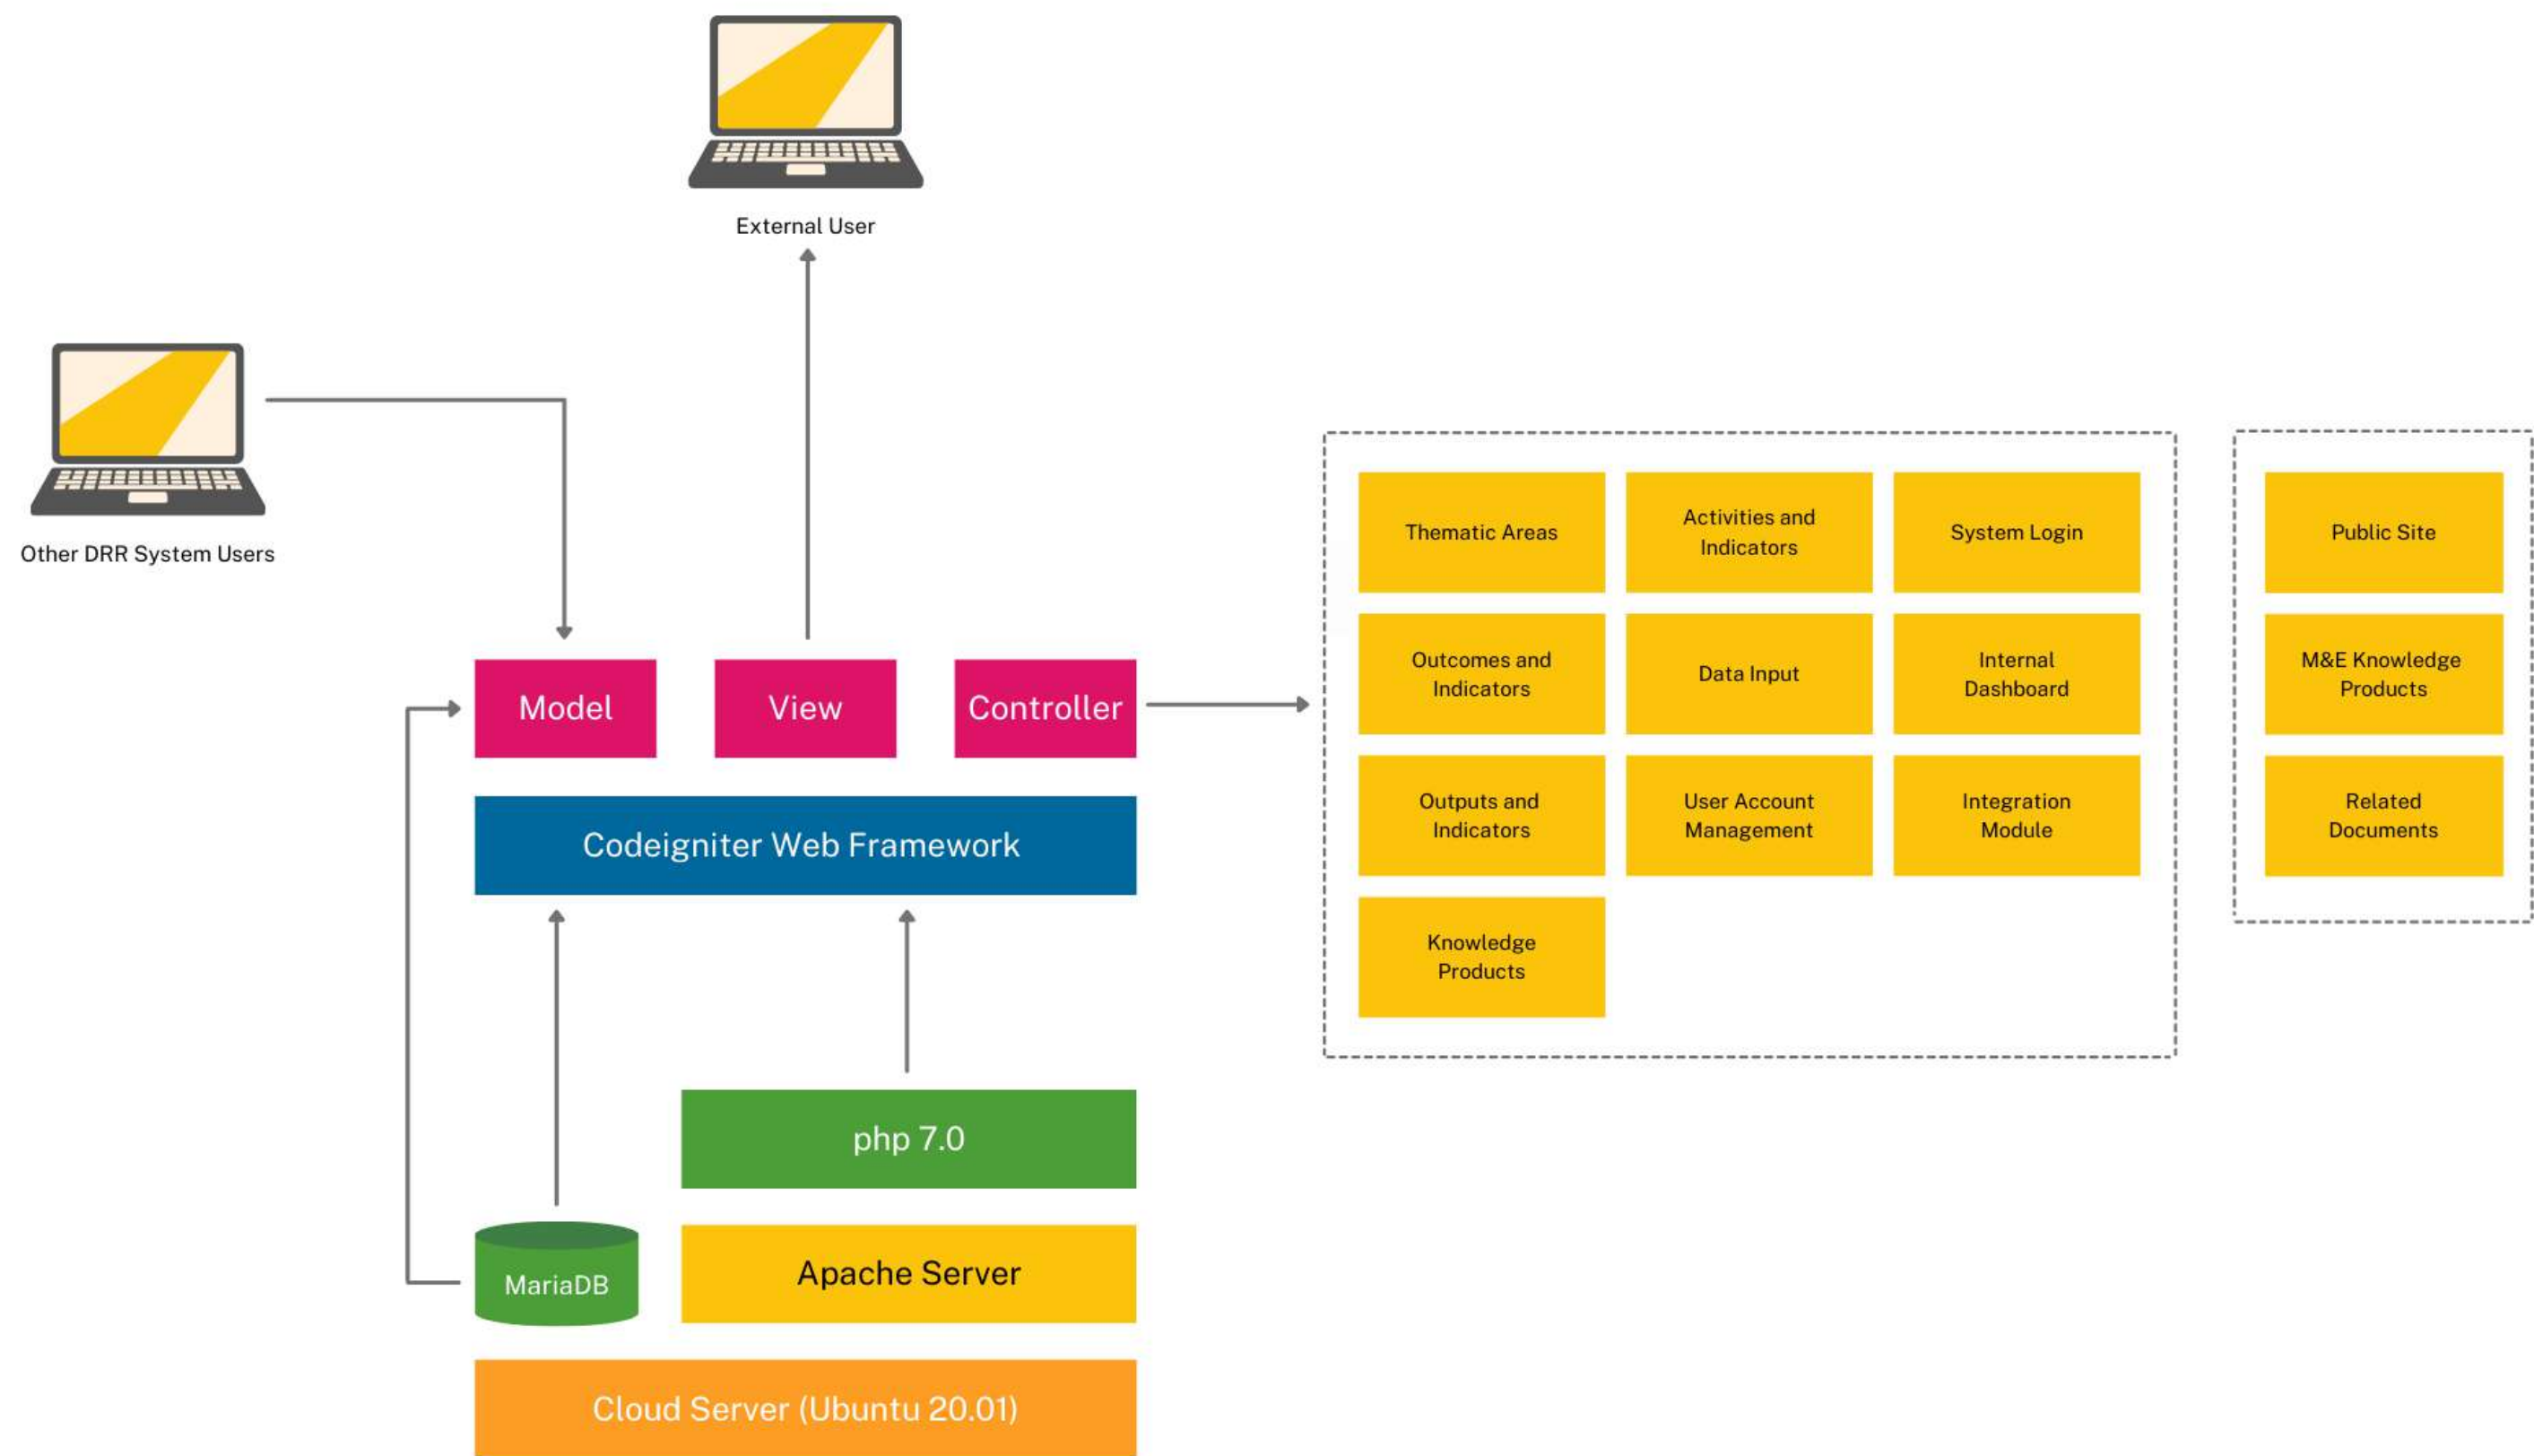 External User
Other DRR System Users
Model
View
Controller
Codeigniter Web Framework
php 7.0
MariaDB
Apache Server
Cloud Server (Ubuntu 20.01)
Thematic Areas
Activities and
Indicators
System Login
Outcomes and
Indicators
Data Input
Internal
Dashboard
Outputs and
Indicators
User Account
Management
Integration
Module
Knowledge
Products
Public Site
M&E Knowledge
Products
Related
Documents